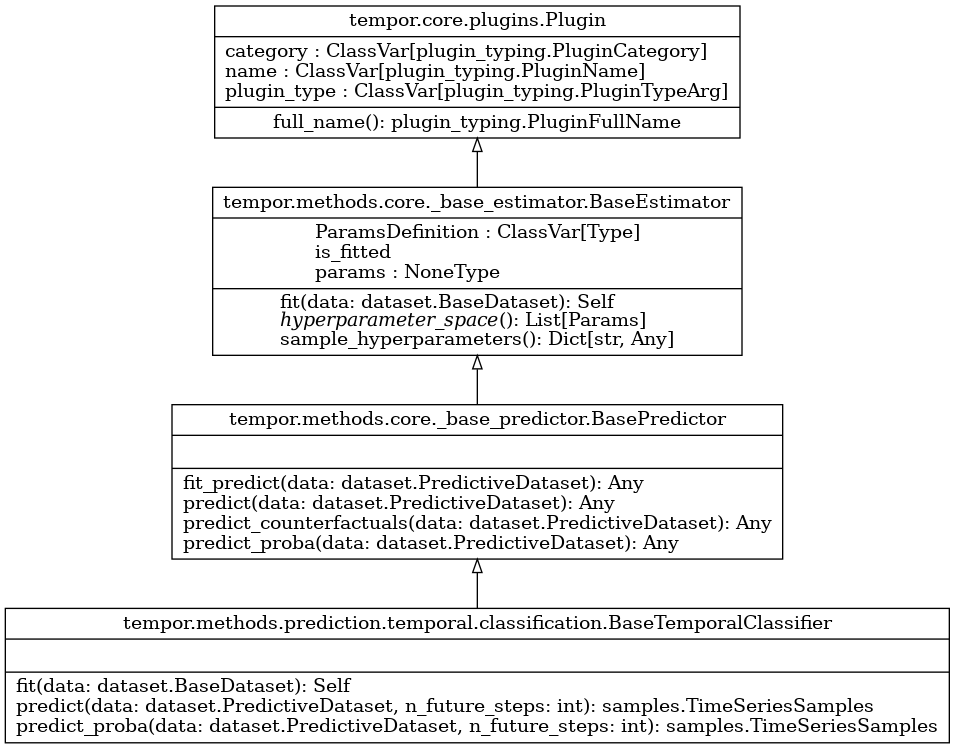 tempor.core.plugins.Plugin
category : ClassVar[plugin_typing.PluginCategory]
name : ClassVar[plugin_typing.PluginName]
plugin_type : ClassVar[plugin_typing.PluginTypeArg]
full_name(): plugin_typing.PluginFullName
tempor.methods.core._base_estimator.BaseEstimator
ParamsDefinition : ClassVar[Type]
is_fitted
params : NoneType
fit(data: dataset.BaseDataset): Self
hyperparameter_space(): List[Params]
sample_hyperparameters(): Dict[str, Any]
tempor.methods.core._base_predictor.BasePredictor
fit_predict(data: dataset.PredictiveDataset): Any
predict(data: dataset.PredictiveDataset): Any
predict_counterfactuals(data: dataset.PredictiveDataset): Any
predict_proba(data: dataset.PredictiveDataset): Any
tempor.methods.prediction.temporal.classification.BaseTemporalClassifier
fit(data: dataset.BaseDataset): Self
predict(data: dataset.PredictiveDataset, n_future_steps: int): samples.TimeSeriesSamples
predict_proba(data: dataset.PredictiveDataset, n_future_steps: int): samples.TimeSeriesSamples